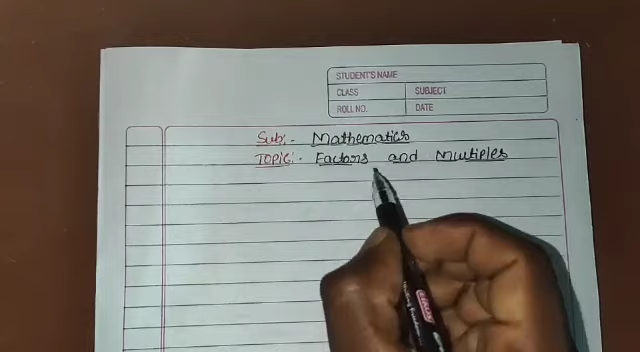 STUDENT'S NAME
CLASS SUBJECT
ROLL NO. DATE
Sub:- Mathematics
Topic:- Factors and Multiples